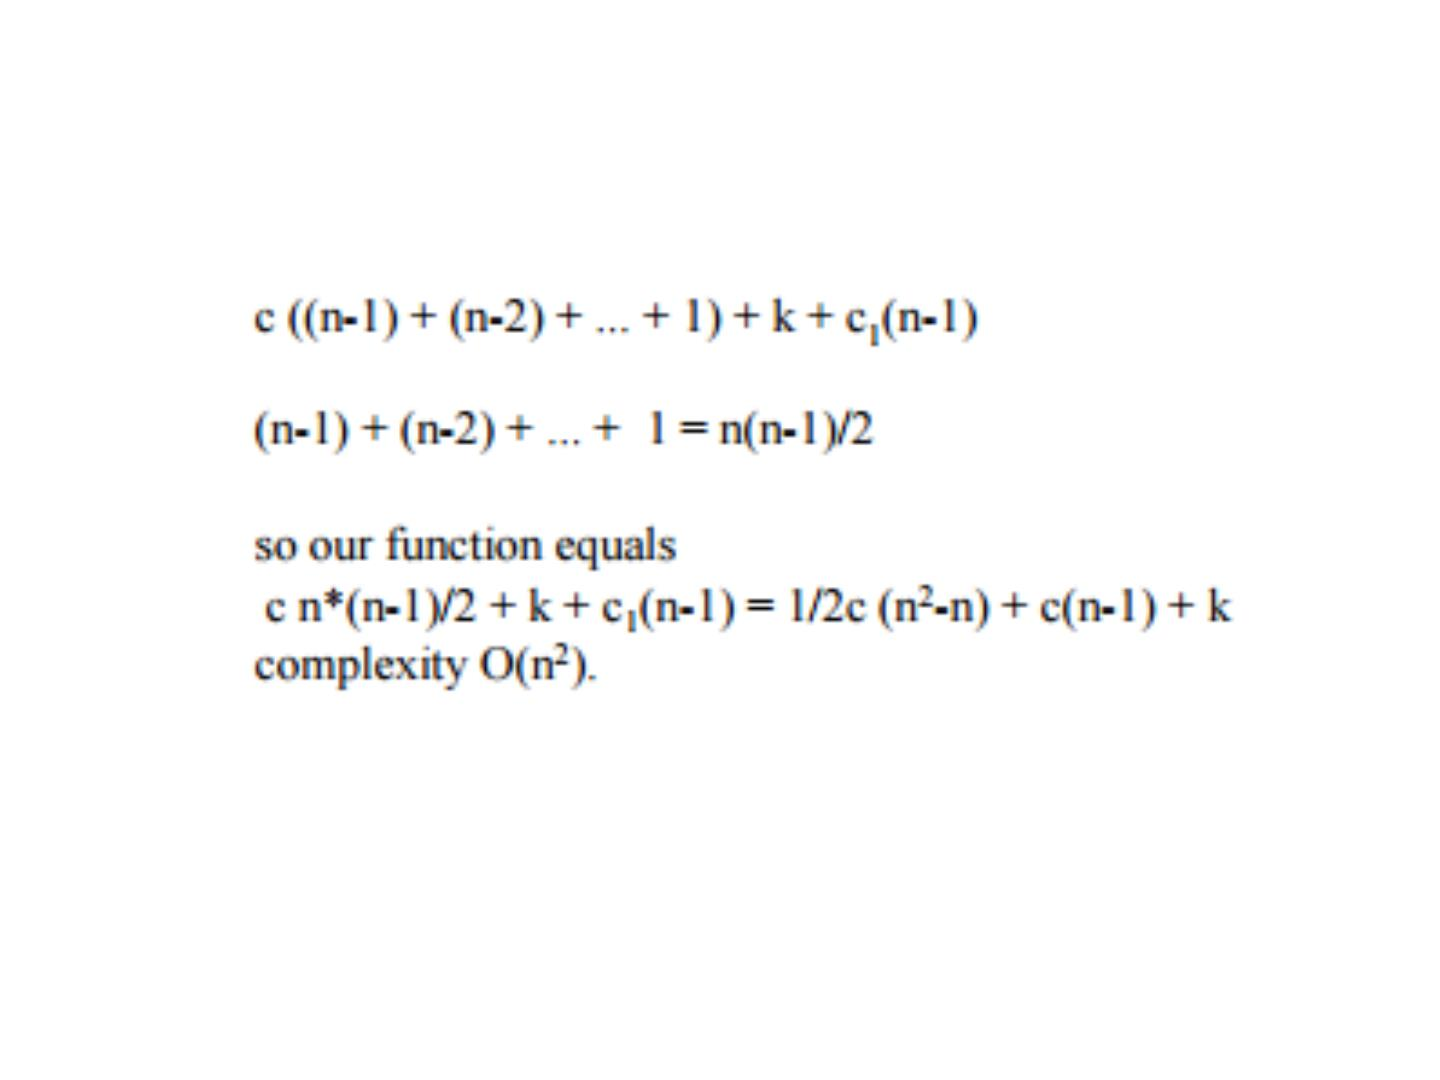 c ((n-1) + (n-2) + ... + 1) + k + c₁(n-1)
(n-1) + (n-2) + ... + 1 = n(n-1)/2
so our function equals
c n*(n-1)/2 + k + c₁(n-1) = 1/2c (n²-n) + c(n-1) + k
complexity O(n²).